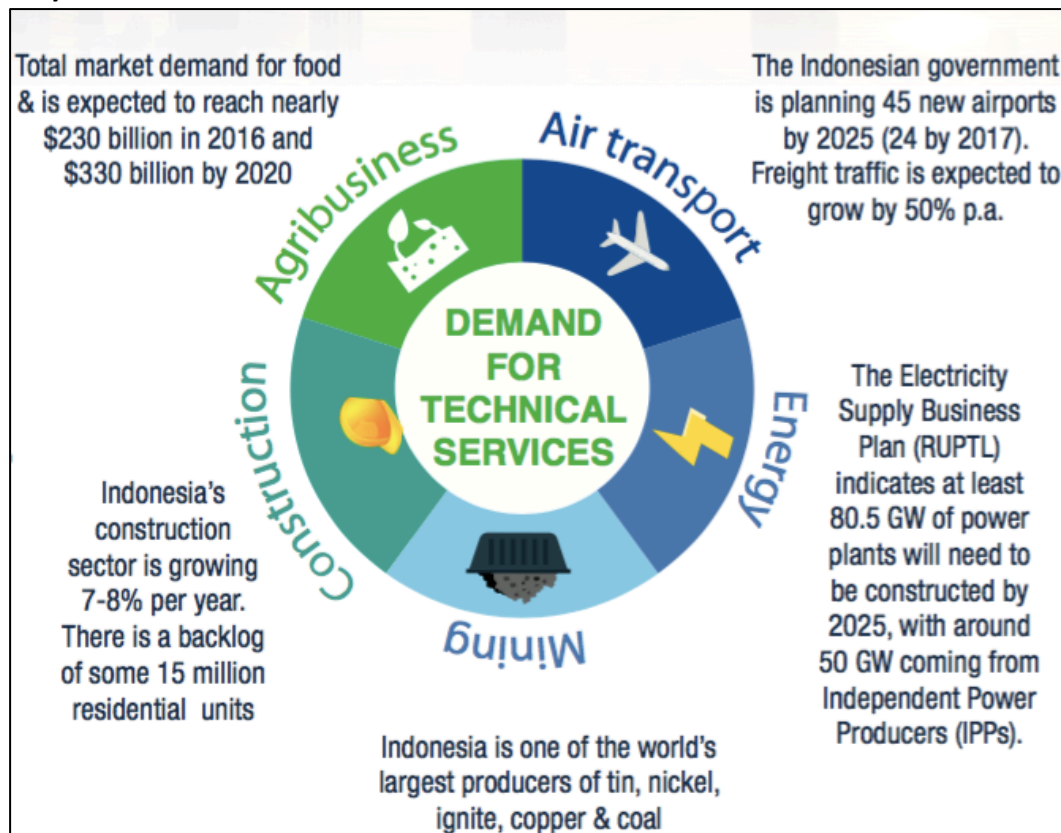 Total market demand for food
& is expected to reach nearly
$230 billion in 2016 and
$330 billion by 2020
Agribusiness
Air transport
The Indonesian government
is planning 45 new airports
by 2025 (24 by 2017).
Freight traffic is expected to
grow by 50% p.a.
DEMAND
FOR
TECHNICAL
SERVICES
Energy
The Electricity
Supply Business
Plan (RUPTL)
indicates at least
80.5 GW of power
plants will need to
be constructed by
2025, with around
50 GW coming from
Independent Power
Producers (IPPs).
Construction
Indonesia's
construction
sector is growing
7-8% per year.
There is a backlog
of some 15 million
residential units
Mining
Indonesia is one of the world's
largest producers of tin, nickel,
ignite, copper & coal